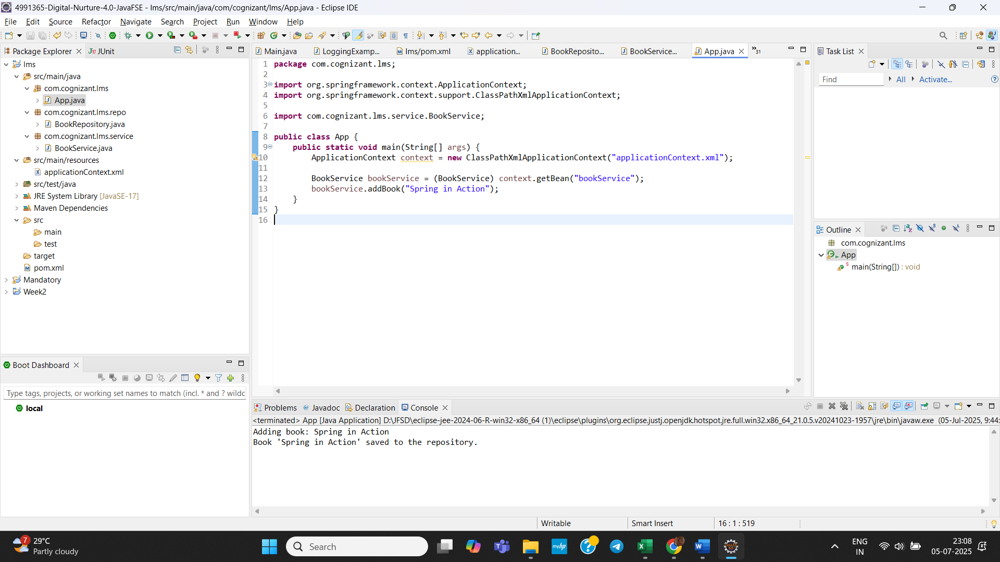 4991365-Digital-Nurture-4.0-JavaFSE - lms/src/main/java/com/cognizant/lms/App.java - Eclipse IDE
File Edit Source Refactor Navigate Search Project Run Window Help
Package Explorer JUnit
lms
src/main/java
com.cognizant.lms
App.java
com.cognizant.lms.repo
BookRepository.java
com.cognizant.lms.service
BookService.java
src/main/resources
applicationContext.xml
src/test/java
JRE System Library [JavaSE-17]
Maven Dependencies
src
main
test
target
pom.xml
Mandatory
Week2
Boot Dashboard
Type tags, projects, or working set names to match (incl. * and ? wildc
local
Main.java LoggingExamp... lms/pom.xml application... BookReposito... BookService... App.java »31
1 package com.cognizant.lms;
2
3 import org.springframework.context.ApplicationContext;
4 import org.springframework.context.support.ClassPathXmlApplicationContext;
5
6 import com.cognizant.lms.service.BookService;
7
8 public class App {
9 public static void main(String[] args) {
10 ApplicationContext context = new ClassPathXmlApplicationContext("applicationContext.xml");
11
12 BookService bookService = (BookService) context.getBean("bookService");
13 bookService.addBook("Spring in Action");
14 }
15 }
16
Task List
Find All Activate...
Outline
com.cognizant.lms
App
main(String[]) : void
Problems Javadoc Declaration Console
<terminated> App [Java Application] D:\JFSD\eclipse-jee-2024-06-R-win32-x86_64 (1)\eclipse\plugins\org.eclipse.justj.openjdk.hotspot.jre.full.win32.x86_64_21.0.5.v20241023-1957\jre\bin\javaw.exe (05-Jul-2025, 9:44:
Adding book: Spring in Action
Book 'Spring in Action' saved to the repository.
Writable Smart Insert 16 : 1 : 519
7
29°C
Partly cloudy
Search
myhp
ENG
IN
23:08
05-07-2025